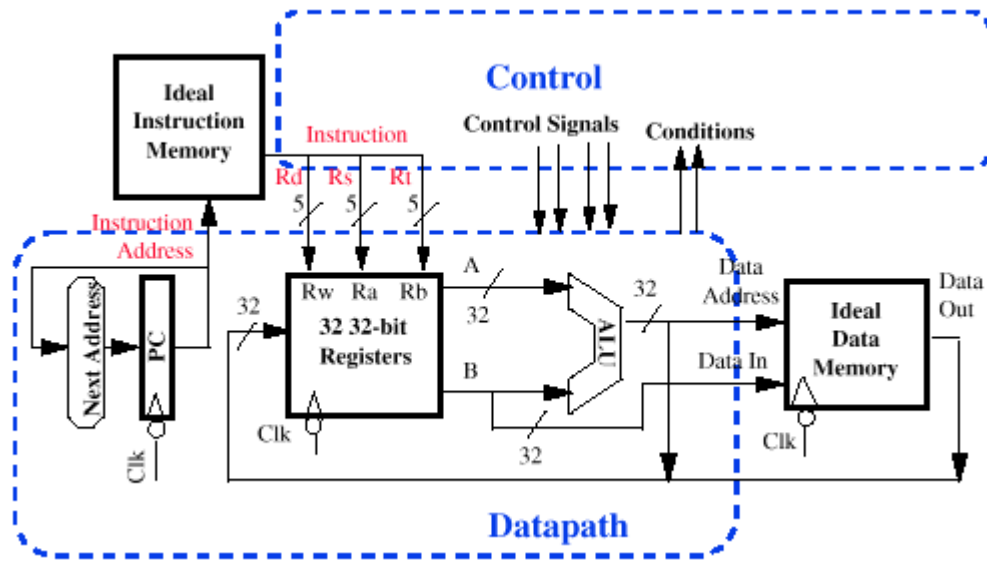 Control
Ideal
Instruction
Memory
Instruction
Control Signals
Conditions
Rd
Rs
Rt
5
5
5
Instruction
Address
Next Address
PC
Clk
32
Rw
Ra
Rb
32 32-bit
Registers
Clk
A
32
B
32
ALU
32
Data
Address
Data In
Ideal
Data
Memory
Clk
Data
Out
Datapath